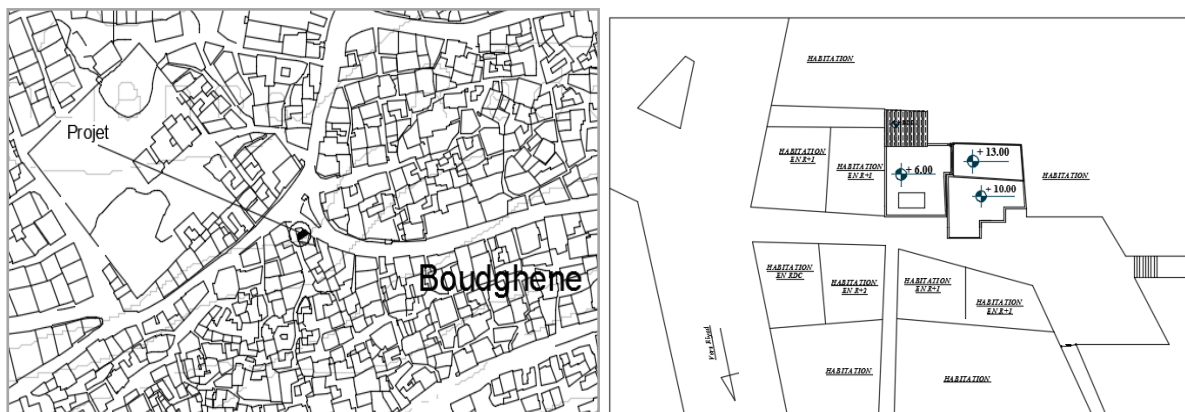 Projet
Boudghene
HABITATION
HABITATION
EN R+1
HABITATION
EN R+1
+ 6.00
+ 13.00
+ 10.00
HABITATION
HABITATION
EN RDC
HABITATION
EN R+2
HABITATION
EN R+1
HABITATION
EN R+1
HABITATION
HABITATION